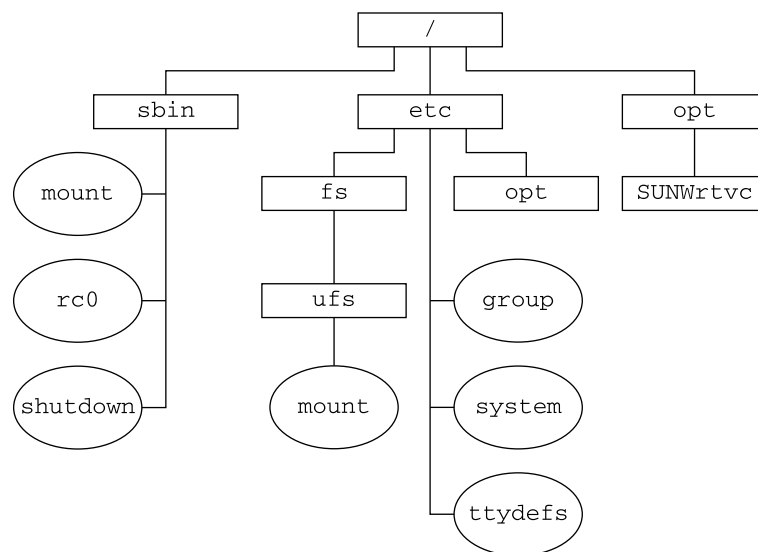 /
sbin
etc
opt
mount
fs
opt
SUNWrtvc
rc0
ufs
group
shutdown
mount
system
ttydefs